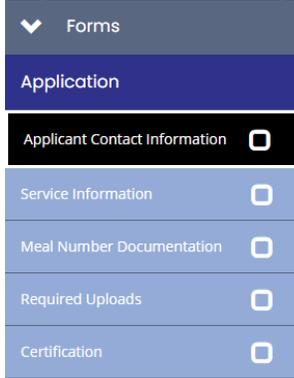 Forms
Application
Applicant Contact Information
Service Information
Meal Number Documentation
Required Uploads
Certification